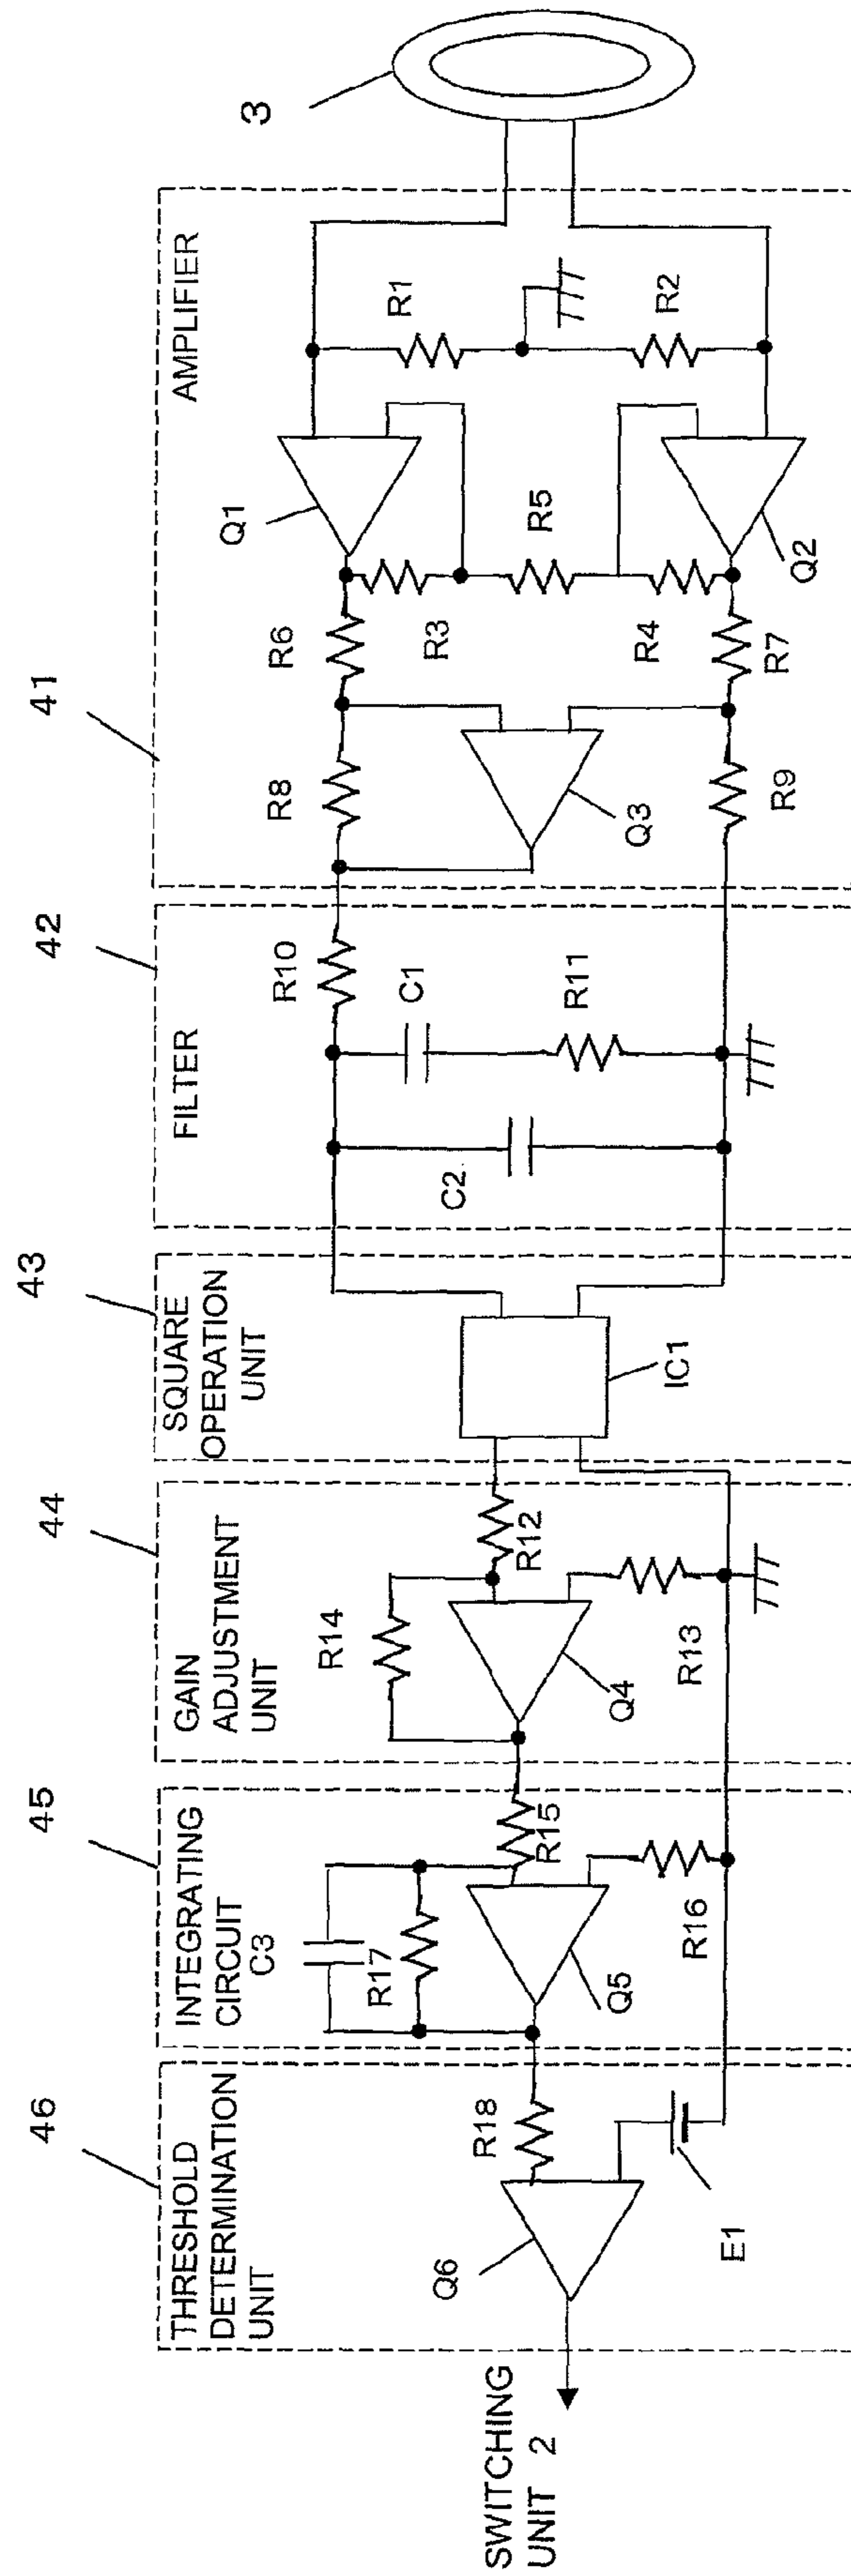 41
42
43
44
45
46
3
AMPLIFIER
R1
R2
Q1
R5
Q2
R3
R4
R6
R7
R8
Q3
R9
FILTER
R10
C1
R11
C2
SQUARE
OPERATION
UNIT
IC1
GAIN
ADJUSTMENT
UNIT
R12
R14
Q4
R13
INTEGRATING
CIRCUIT
C3
R15
R17
Q5
R16
THRESHOLD
DETERMINATION
UNIT
R18
Q6
E1
SWITCHING
UNIT 2